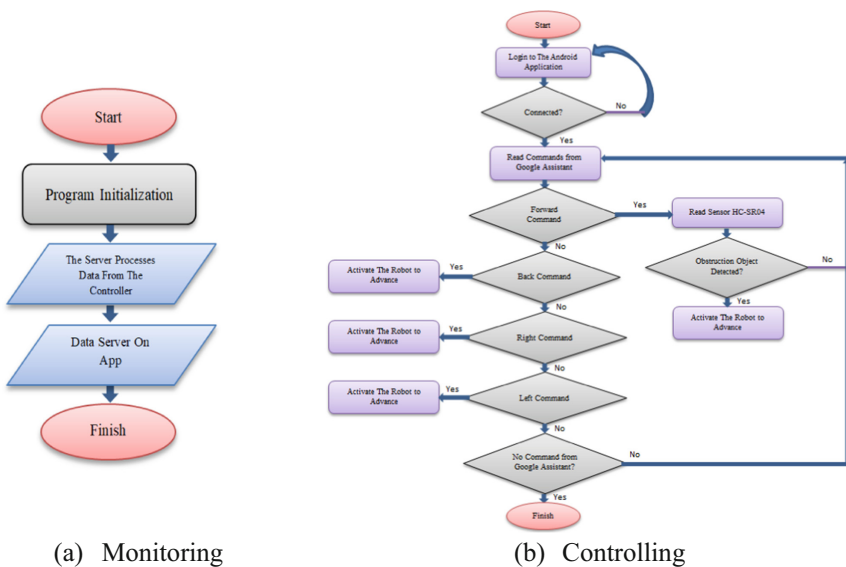 Start
Program Initialization
The Server Processes
Data From The
Controller
Data Server On
App
Finish
(a) Monitoring
Start
Login to The Android
Application
Connected?
No
Yes
Read Commands from
Google Assistant
Forward
Command
Yes
Read Sensor HC-SR04
Obstruction Object
Detected?
No
Yes
Activate The Robot to
Advance
No
Back Command
Yes
Activate The Robot to
Advance
No
Right Command
Yes
Activate The Robot to
Advance
No
Left Command
Yes
Activate The Robot to
Advance
No
No Command from
Google Assistant?
No
Yes
Finish
(b) Controlling